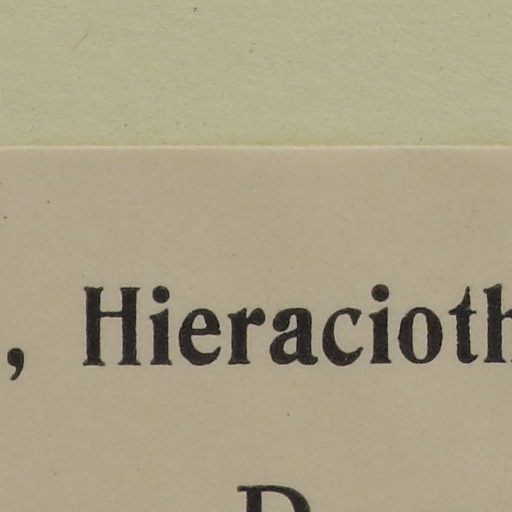 , Hieracioth
D